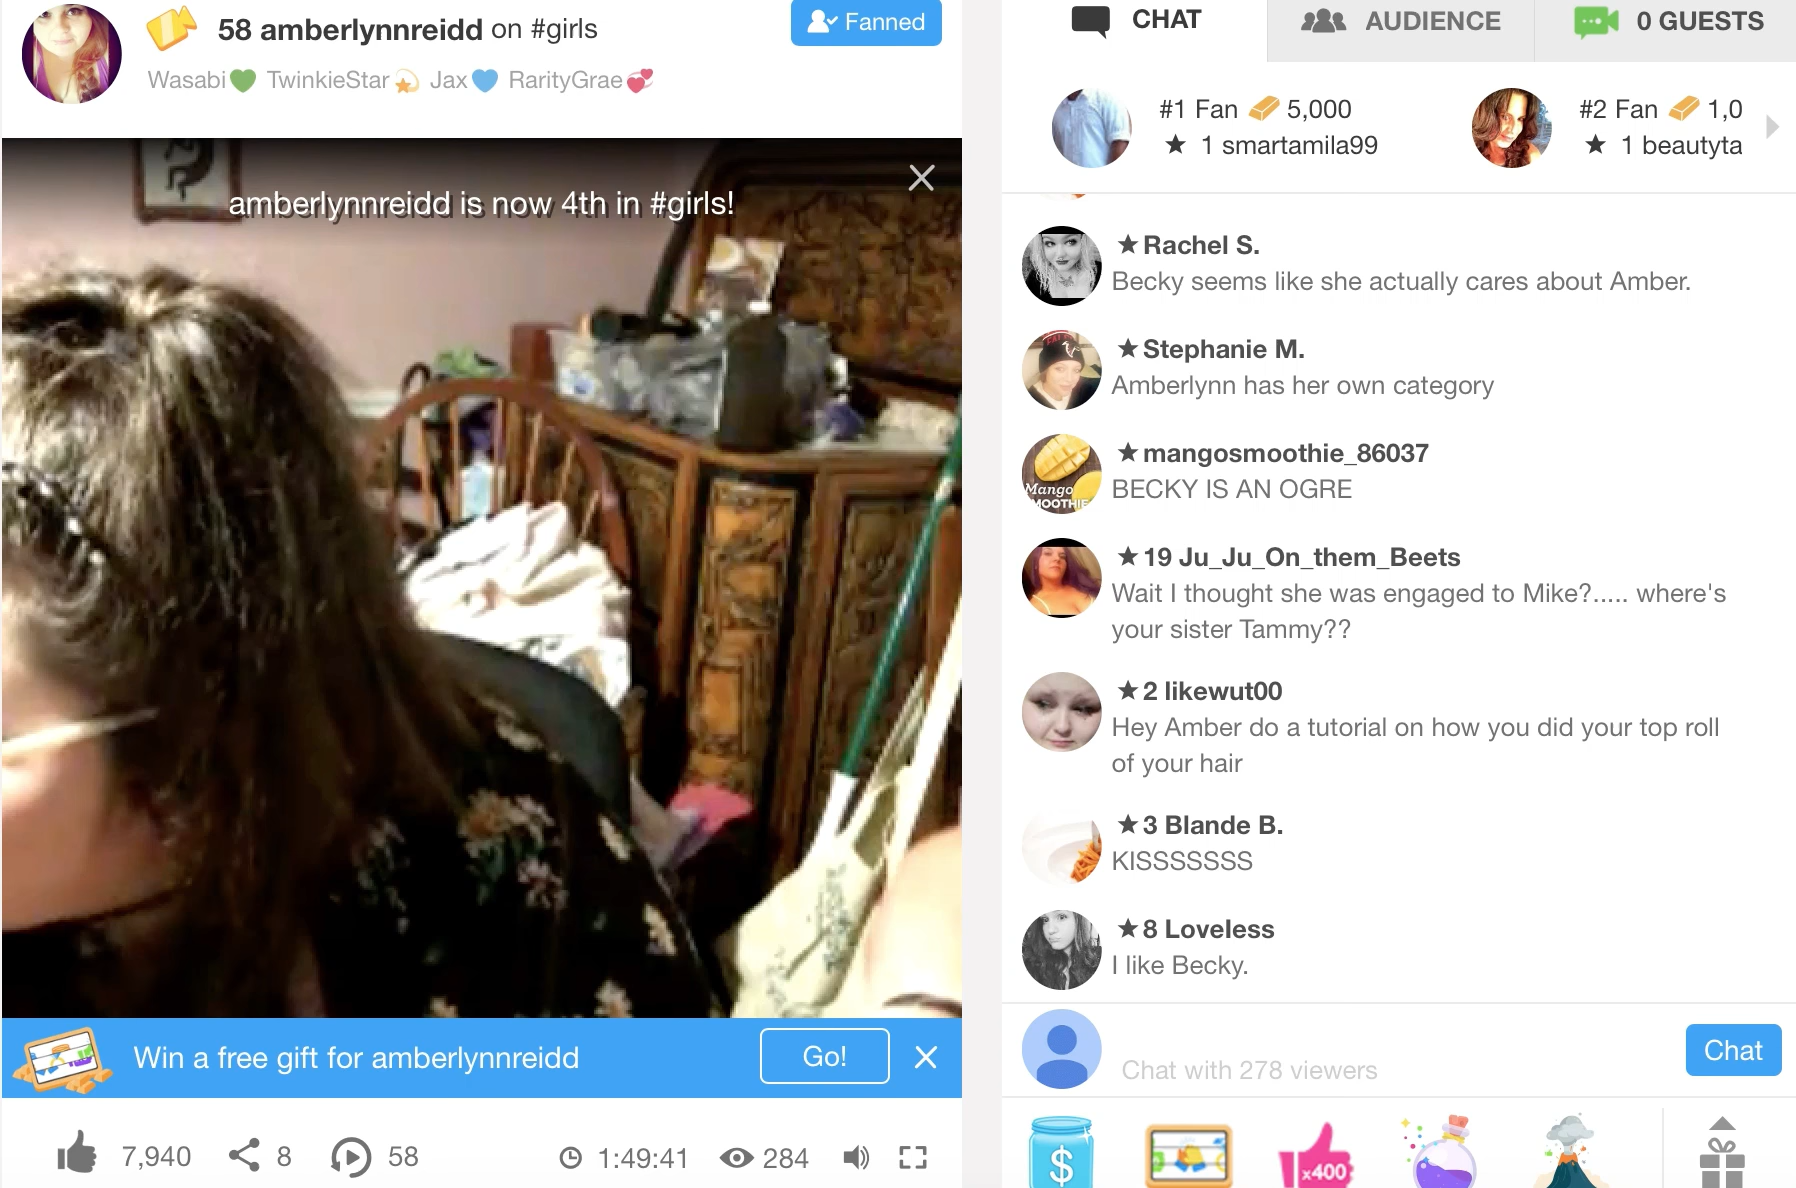 58 amberlynnreidd on #girls
Fanned
Wasabi💚 TwinkieStar💫 Jax💙 RarityGrae💞
amberlynnreidd is now 4th in #girls!
Win a free gift for amberlynnreidd
Go!
7,940
8
58
1:49:41
284
CHAT
AUDIENCE
0 GUESTS
#1 Fan 5,000
★ 1 smartamila99
#2 Fan 1,0
★ 1 beautyta
★ Rachel S.
Becky seems like she actually cares about Amber.
★ Stephanie M.
Amberlynn has her own category
★ mangosmoothie_86037
BECKY IS AN OGRE
Mango
MOOTHIE
★ 19 Ju_Ju_On_them_Beets
Wait I thought she was engaged to Mike?..... where's
your sister Tammy??
★ 2 likewut00
Hey Amber do a tutorial on how you did your top roll
of your hair
★ 3 Blande B.
KISSSSSSS
★ 8 Loveless
I like Becky.
Chat with 278 viewers
Chat
$
x400